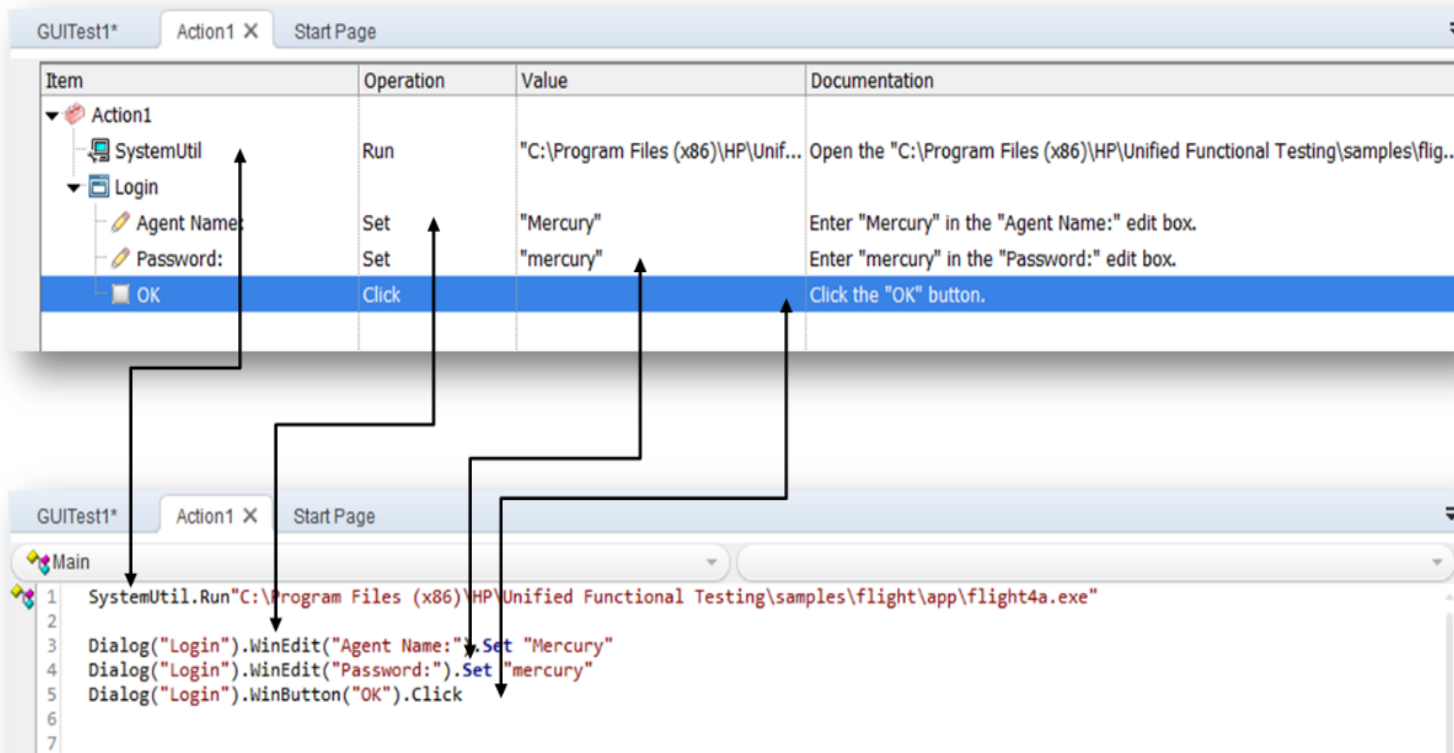 GUITest1* Action1 Start Page
Item Operation Value Documentation
Action1
SystemUtil Run "C:\Program Files (x86)\HP\Unif... Open the "C:\Program Files (x86)\HP\Unified Functional Testing\samples\flig...
Login
Agent Name: Set "Mercury" Enter "Mercury" in the "Agent Name:" edit box.
Password: Set "mercury" Enter "mercury" in the "Password:" edit box.
OK Click Click the "OK" button.
GUITest1* Action1 Start Page
Main
1 SystemUtil.Run"C:\Program Files (x86)\HP\Unified Functional Testing\samples\flight\app\flight4a.exe"
2
3 Dialog("Login").WinEdit("Agent Name:").Set "Mercury"
4 Dialog("Login").WinEdit("Password:").Set "mercury"
5 Dialog("Login").WinButton("OK").Click
6
7